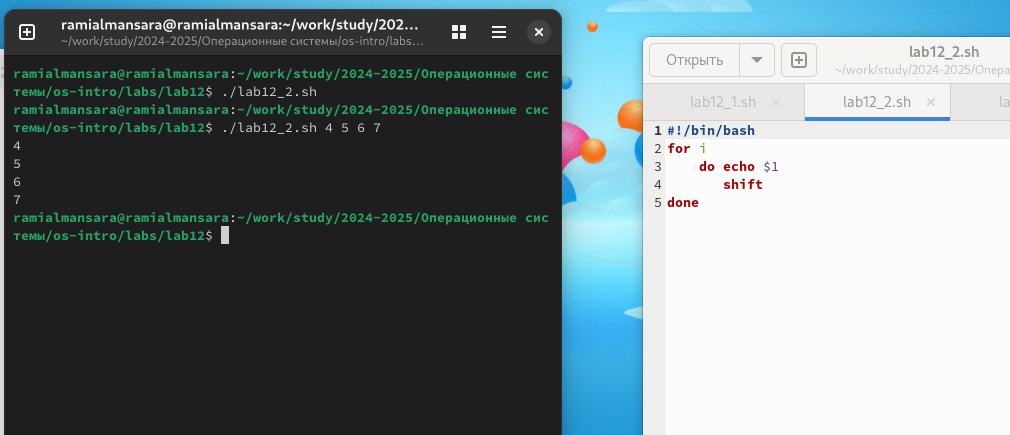 ramialmansara@ramialmansara:~/work/study/202...
~/work/study/2024-2025/Операционные системы/os-intro/labs...
ramialmansara@ramialmansara:~/work/study/2024-2025/Операционные сис
темы/os-intro/labs/lab12$ ./lab12_2.sh
ramialmansara@ramialmansara:~/work/study/2024-2025/Операционные сис
темы/os-intro/labs/lab12$ ./lab12_2.sh 4 5 6 7
4
5
6
7
ramialmansara@ramialmansara:~/work/study/2024-2025/Операционные сис
темы/os-intro/labs/lab12$
Открыть
lab12_2.sh
~/work/study/2024-2025/Опера
lab12_1.sh
lab12_2.sh
la
1 #!/bin/bash
2 for i
3     do echo $1
4        shift
5 done